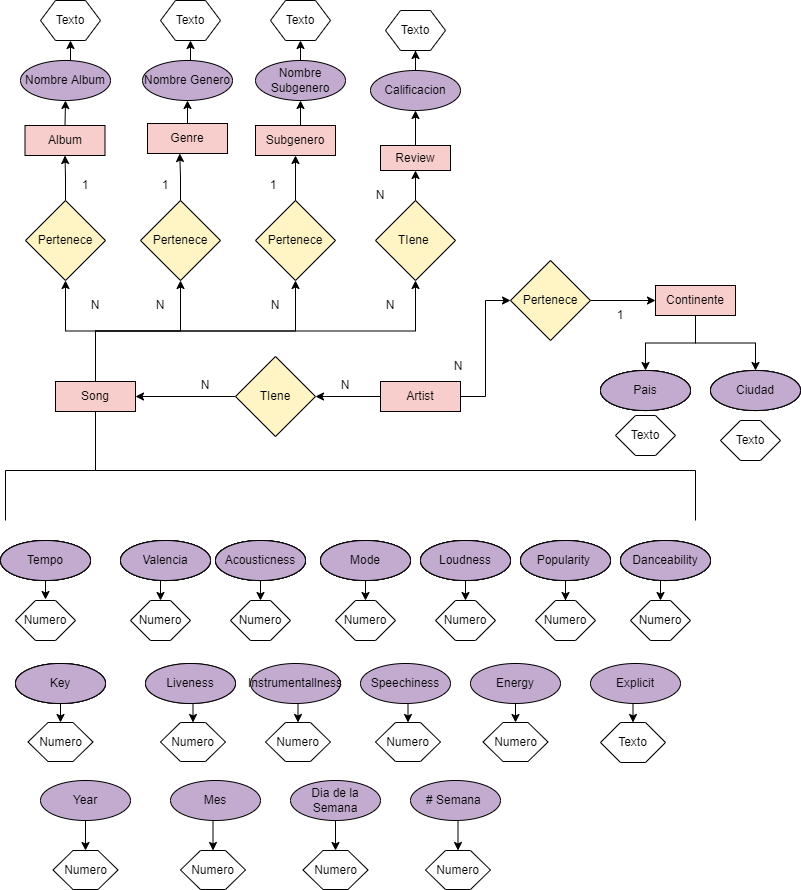 Texto
Texto
Texto
Texto
Nombre Album
Nombre Genero
Nombre
Subgenero
Calificacion
Album
Genre
Subgenero
Review
1
1
1
N
Pertenece
Pertenece
Pertenece
TIene
Pertenece
Continente
N
N
N
N
1
N
Song
N
TIene
N
Artist
Pais
Ciudad
Texto
Texto
Tempo
Valencia
Acousticness
Mode
Loudness
Popularity
Danceability
Numero
Numero
Numero
Numero
Numero
Numero
Numero
Key
Liveness
Instrumentallness
Speechiness
Energy
Explicit
Numero
Numero
Numero
Numero
Numero
Texto
Year
Mes
Dia de la
Semana
# Semana
Numero
Numero
Numero
Numero